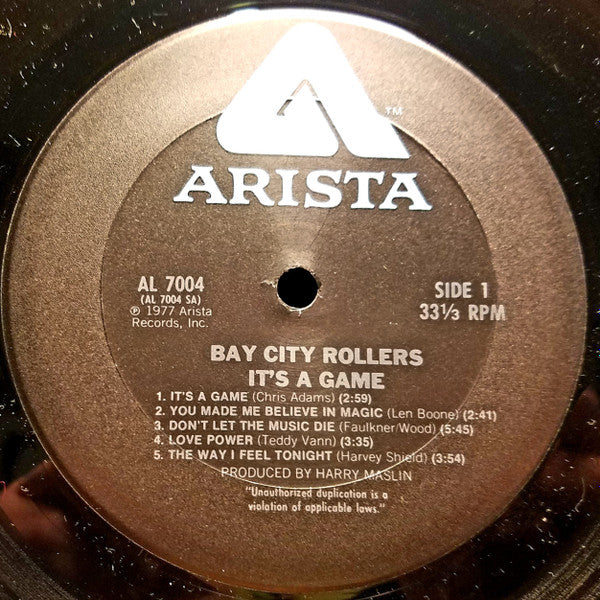 TM
ARISTA
AL 7004
(AL 7004 SA)
℗ 1977 Arista
Records, Inc.
SIDE 1
33⅓ RPM
BAY CITY ROLLERS
IT'S A GAME
1. IT'S A GAME (Chris Adams) (2:59)
2. YOU MADE ME BELIEVE IN MAGIC (Len Boone) (2:41)
3. DON'T LET THE MUSIC DIE (Faulkner/Wood) (5:45)
4. LOVE POWER (Teddy Vann) (3:35)
5. THE WAY I FEEL TONIGHT (Harvey Shield) (3:54)
PRODUCED BY HARRY MASLIN
"Unauthorized duplication is a
violation of applicable laws."